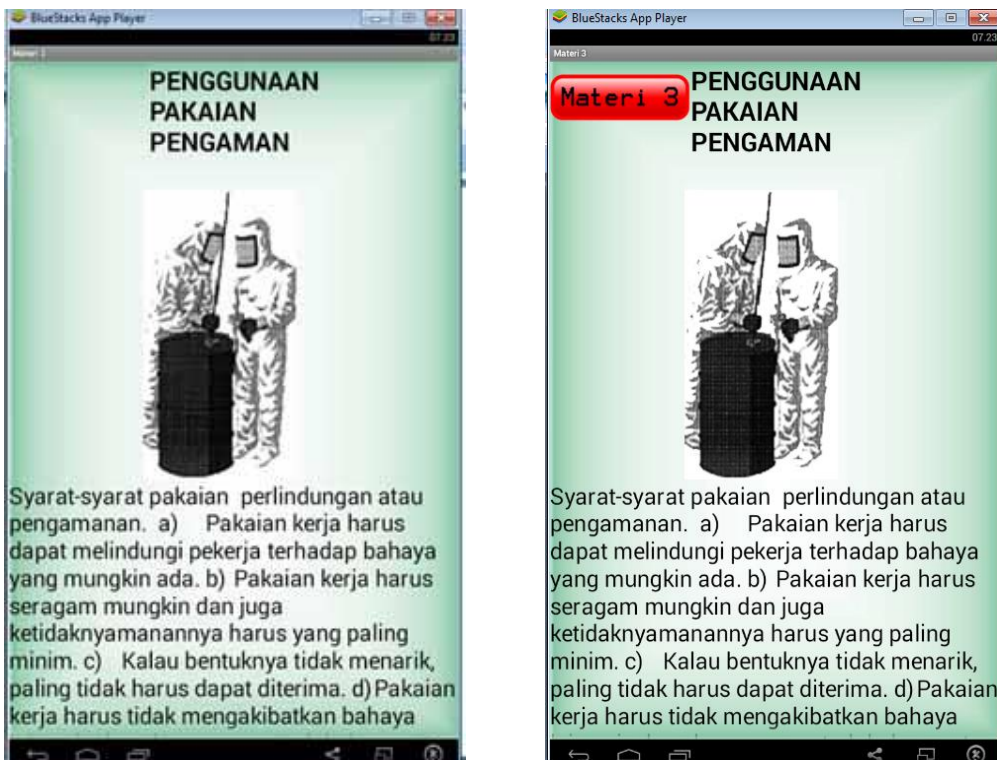 BlueStacks App Player
07.23
Materi 3
PENGGUNAAN
PAKAIAN
PENGAMAN
Syarat-syarat pakaian perlindungan atau
pengamanan. a) Pakaian kerja harus
dapat melindungi pekerja terhadap bahaya
yang mungkin ada. b) Pakaian kerja harus
seragam mungkin dan juga
ketidaknyamanannya harus yang paling
minim. c) Kalau bentuknya tidak menarik,
paling tidak harus dapat diterima. d) Pakaian
kerja harus tidak mengakibatkan bahaya
BlueStacks App Player
07.23
Materi 3
Materi 3
PENGGUNAAN
PAKAIAN
PENGAMAN
Syarat-syarat pakaian perlindungan atau
pengamanan. a) Pakaian kerja harus
dapat melindungi pekerja terhadap bahaya
yang mungkin ada. b) Pakaian kerja harus
seragam mungkin dan juga
ketidaknyamanannya harus yang paling
minim. c) Kalau bentuknya tidak menarik,
paling tidak harus dapat diterima. d) Pakaian
kerja harus tidak mengakibatkan bahaya